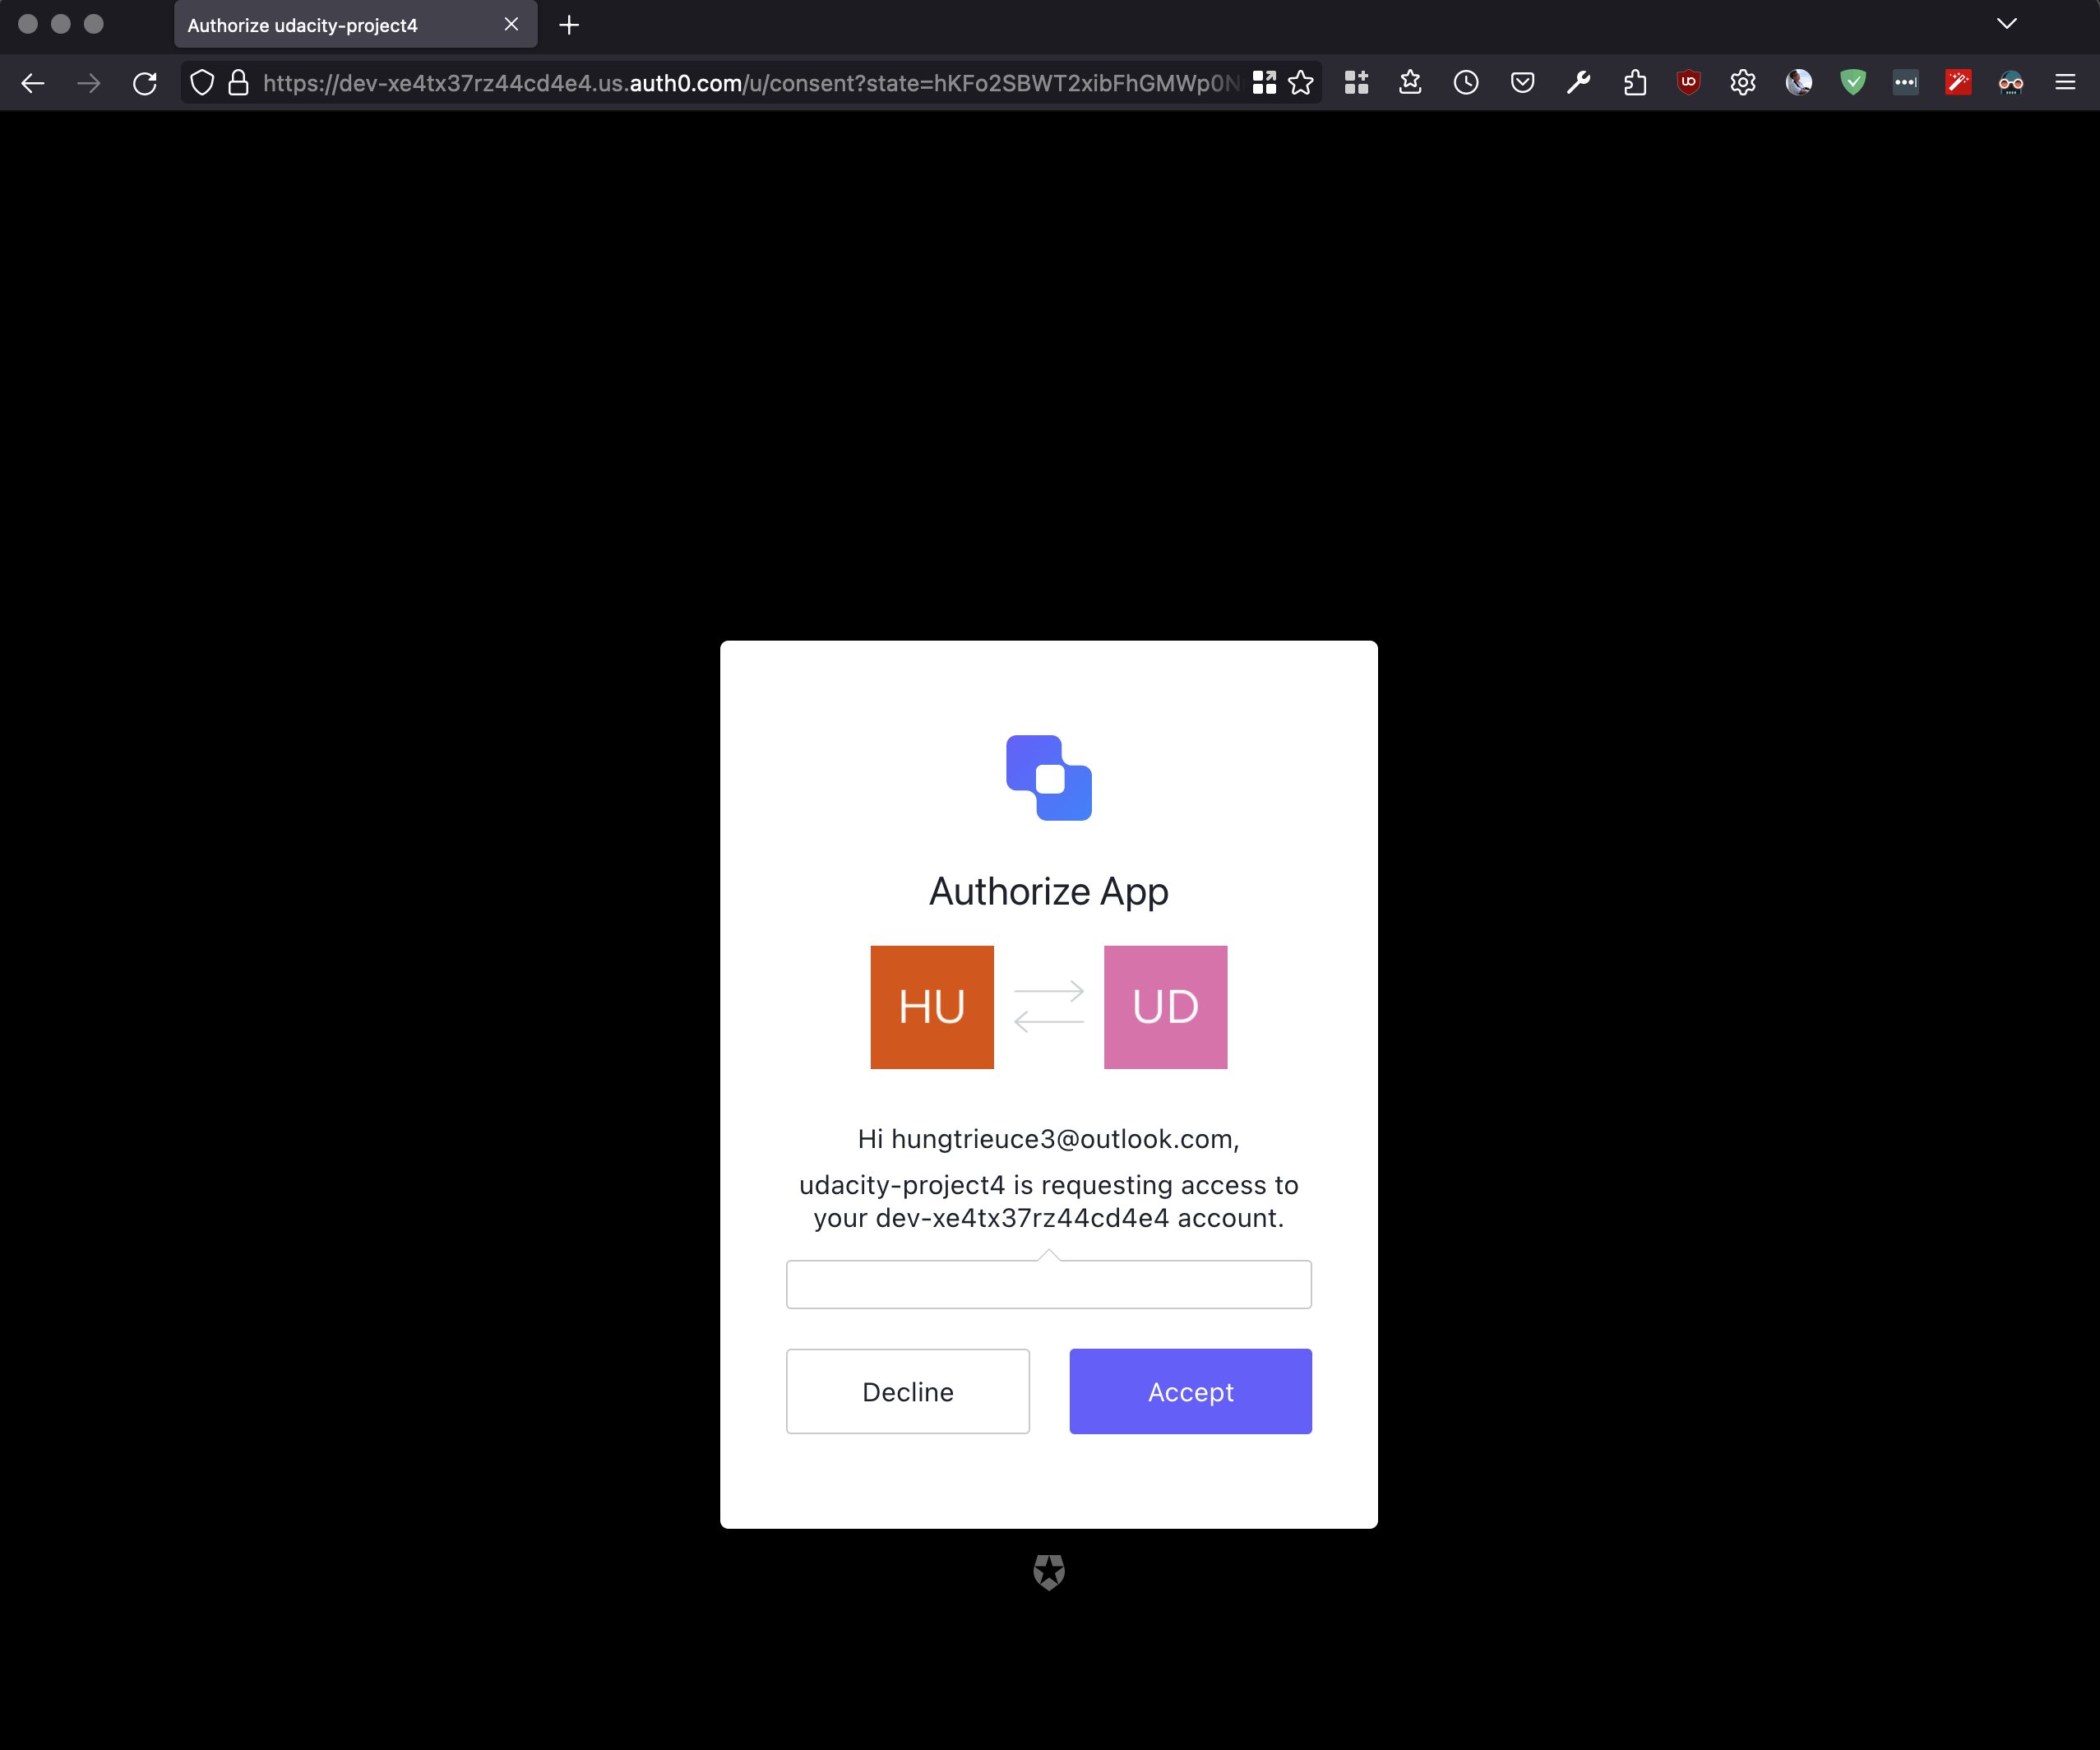 Authorize udacity-project4
https://dev-xe4tx37rz44cd4e4.us.auth0.com/u/consent?state=hKFo2SBWT2xibFhGMWp0N
Authorize App
HU
UD
Hi hungtrieuce3@outlook.com,
udacity-project4 is requesting access to
your dev-xe4tx37rz44cd4e4 account.
Decline
Accept